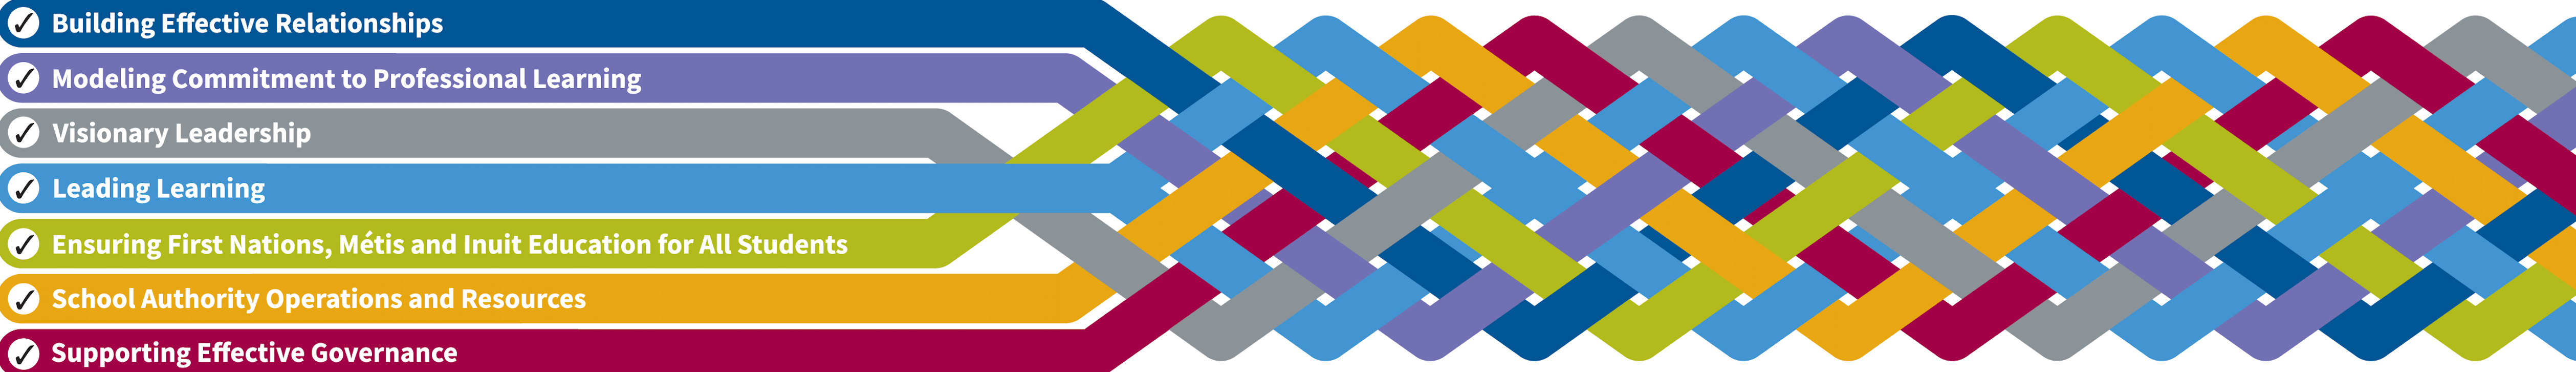 Building Effective Relationships
Modeling Commitment to Professional Learning
Visionary Leadership
Leading Learning
Ensuring First Nations, Métis and Inuit Education for All Students
School Authority Operations and Resources
Supporting Effective Governance